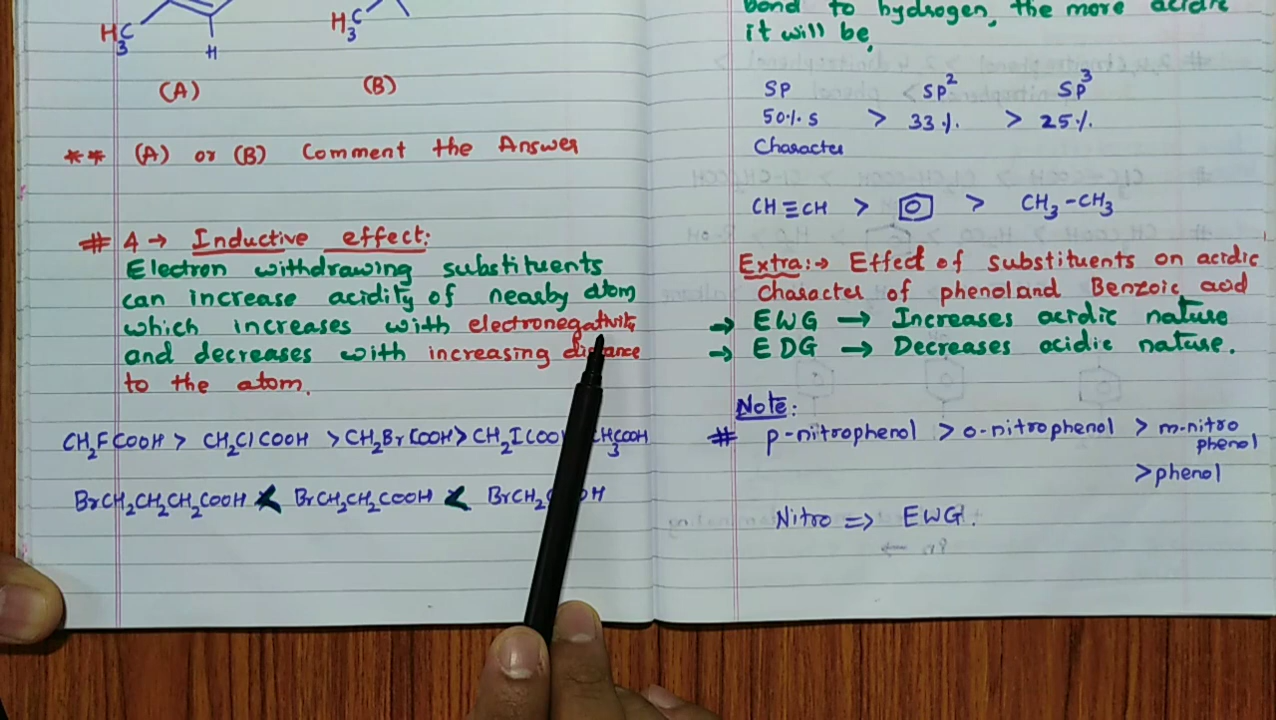 H₃C
H
(A)
H₃C
(B)
** (A) or (B) Comment the Answer
# 4 → Inductive effect:
Electron withdrawing substituents
can increase acidity of nearby atom
which increases with electronegativity
and decreases with increasing distance
to the atom.
CH₂FCOOH > CH₂ClCOOH > CH₂BrCOOH > CH₂ICOO CH₃COOH
BrCH₂CH₂CH₂COOH < BrCH₂CH₂COOH < BrCH₂ OH
bond to hydrogen, the more acidic
it will be,
SP SP² SP³
50% S > 33% > 25%
Character
CH≡CH > > CH₃-CH₃
Extra:→ Effect of substituents on acidic
character of phenol and Benzoic acid
→ EWG → Increases acidic nature
→ EDG → Decreases acidic nature.
Note:
# p-nitrophenol > o-nitrophenol > m-nitro
phenol
> phenol
Nitro => EWG.